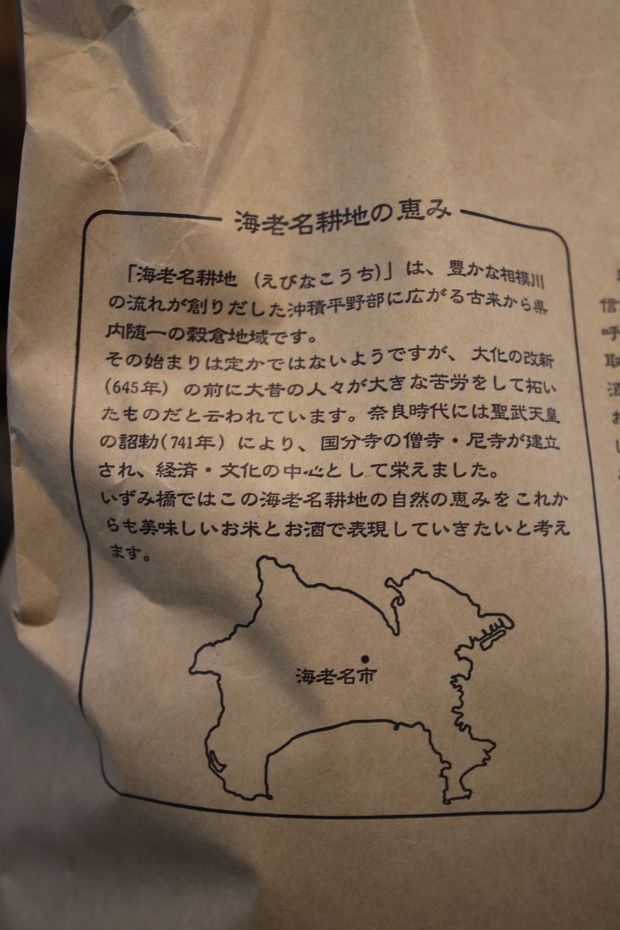 海老名耕地の恵み
「海老名耕地 (えびなこうち)」は、豊かな相模川
の流れが創りだした沖積平野部に広がる古来から県
内随一の穀倉地域です。
その始まりは定かではないようですが、大化の改新
(645年) の前に大昔の人々が大きな苦労をして拓い
たものだと云われています。奈良時代には聖武天皇
の詔勅(741年) により、国分寺の僧寺・尼寺が建立
され、経済・文化の中心として栄えました。
いずみ橋ではこの海老名耕地の自然の恵みをこれか
らも美味しいお米とお酒で表現していきたいと考え
ます。
海老名市
信
呼
取
酒
お